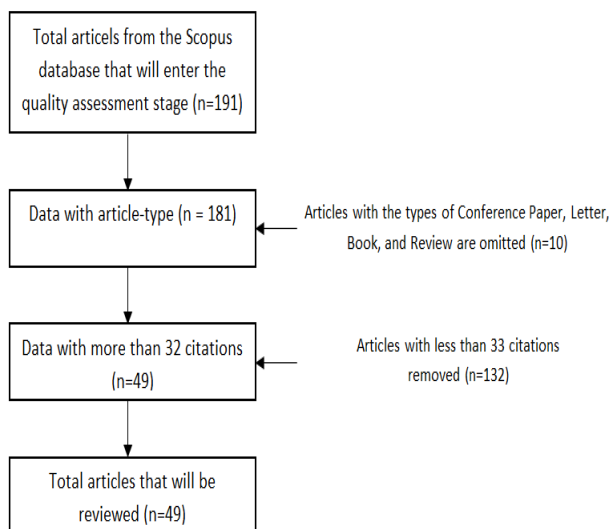 Total articels from the Scopus
database that will enter the
quality assessment stage (n=191)
Data with article-type (n = 181)
Articles with the types of Conference Paper, Letter,
Book, and Review are omitted (n=10)
Data with more than 32 citations
(n=49)
Articles with less than 33 citations
removed (n=132)
Total articles that will be
reviewed (n=49)